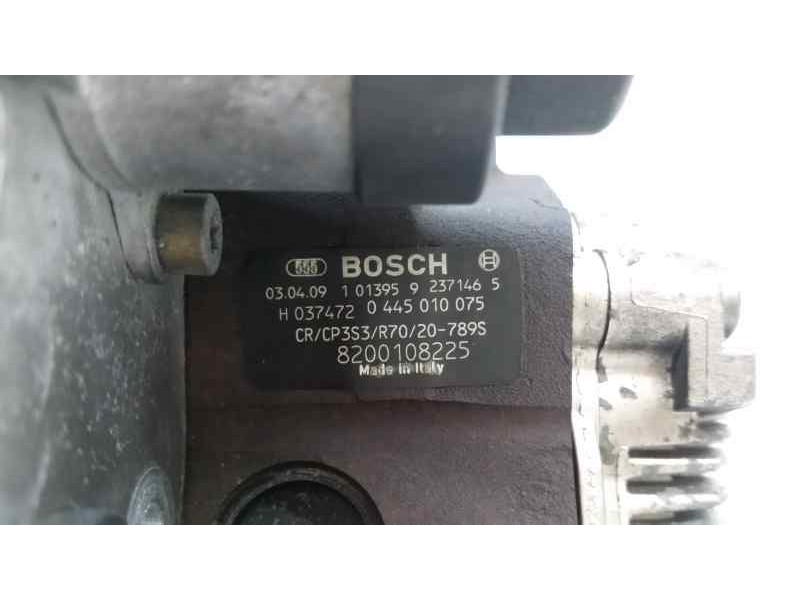 555 BOSCH
03.04.09 1 01395 9 237146 5
H 037472 0 445 010 075
CR/CP3S3/R70/20-789S
8200108225
Made in Italy